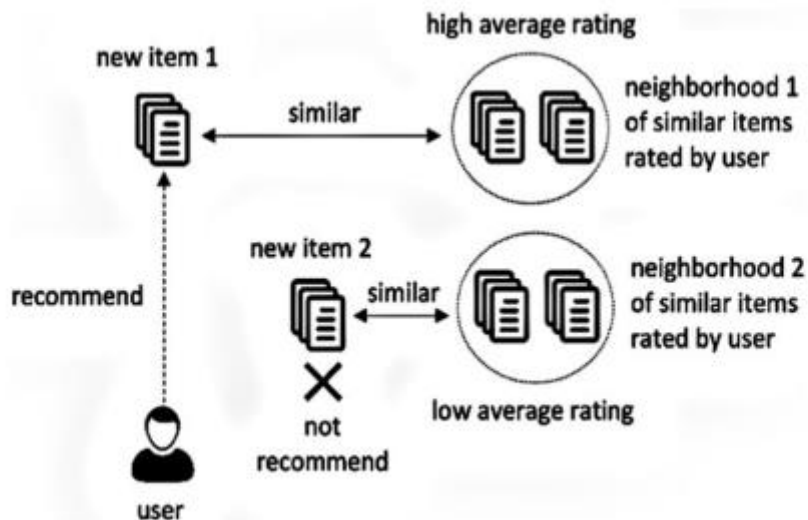 high average rating
new item 1
similar
neighborhood 1
of similar items
rated by user
new item 2
similar
neighborhood 2
of similar items
rated by user
recommend
not
recommend
low average rating
user